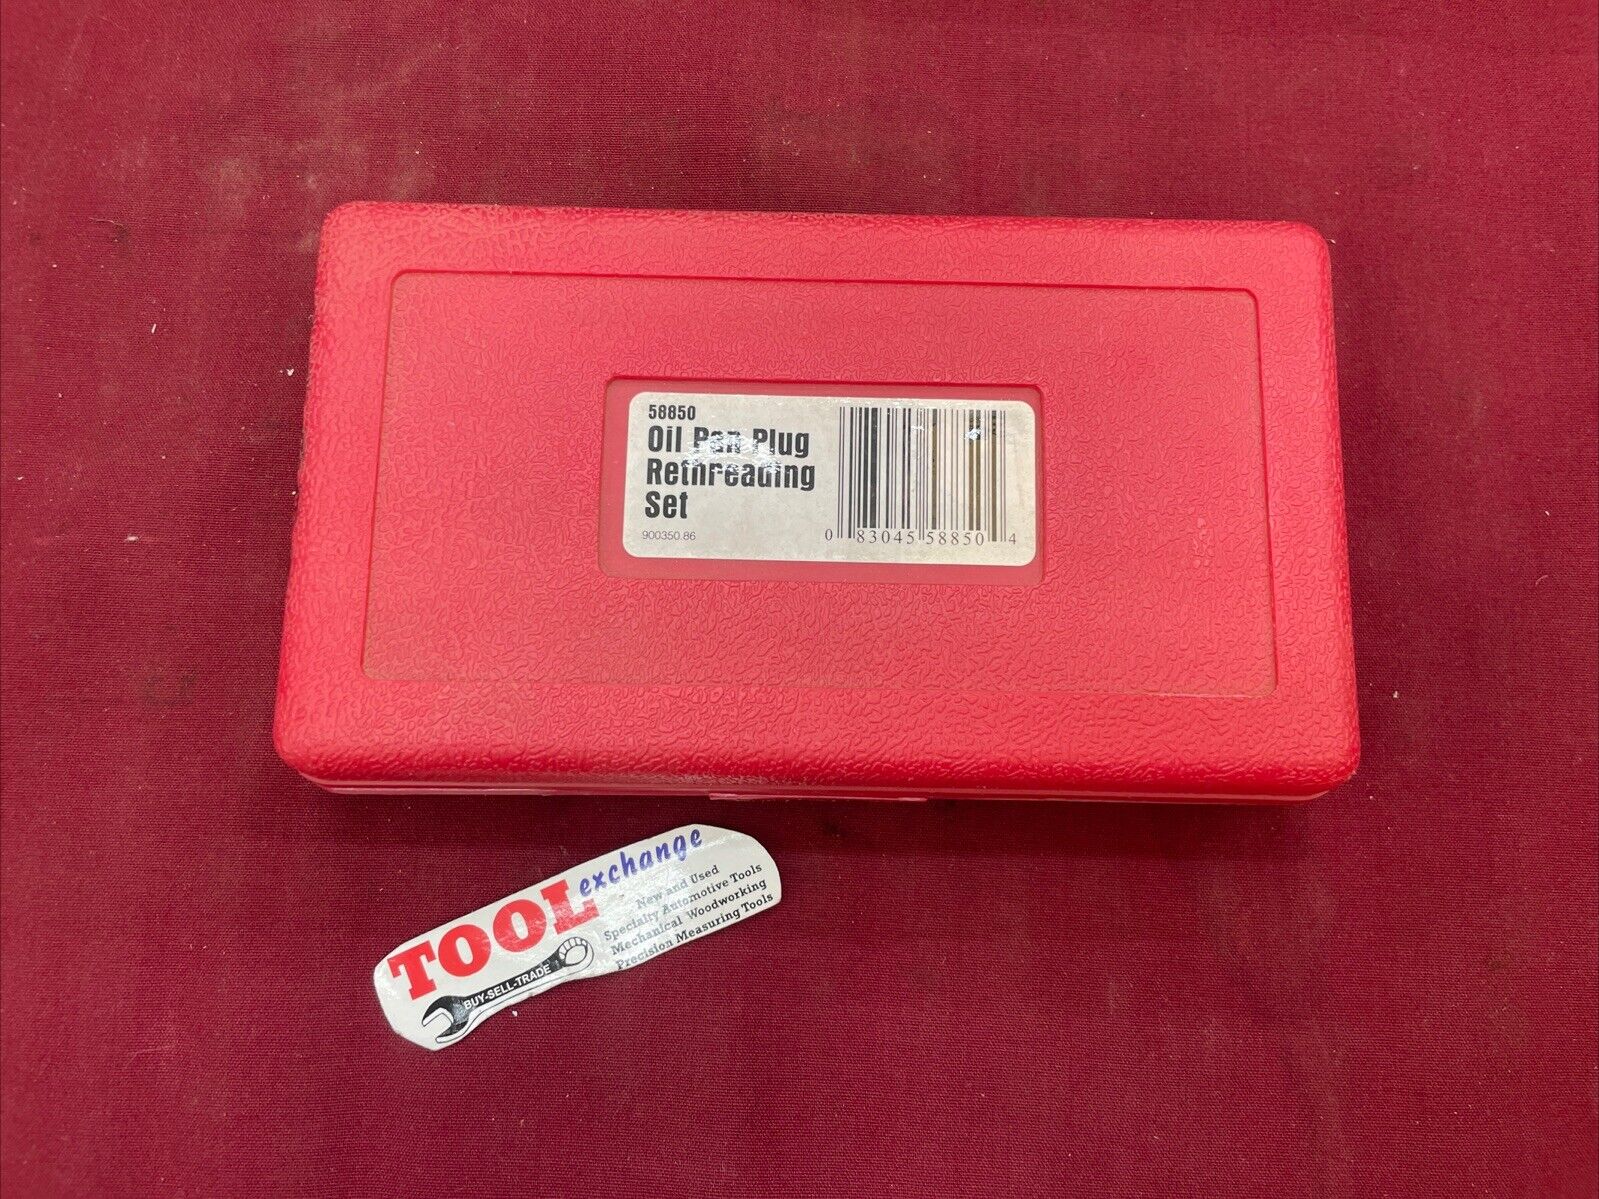 58850
Oil Pan Plug
Rethreading
Set
900350.86
0 83045 58850 4
TOOL exchange
New and Used
Specialty Automotive Tools
Mechanical Woodworking
Precision Measuring Tools
BUY-SELL-TRADE